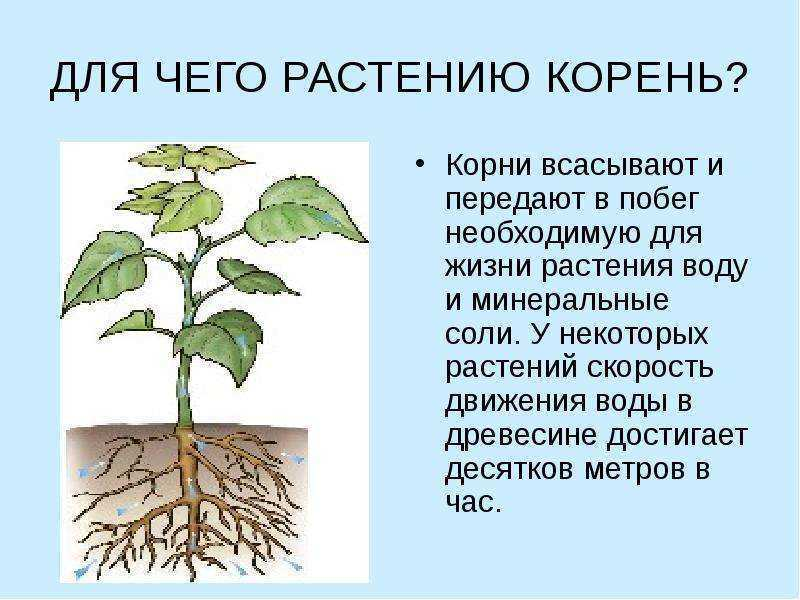 ДЛЯ ЧЕГО РАСТЕНИЮ КОРЕНЬ?
• Корни всасывают и
передают в побег
необходимую для
жизни растения воду
и минеральные
соли. У некоторых
растений скорость
движения воды в
древесине достигает
десятков метров в
час.